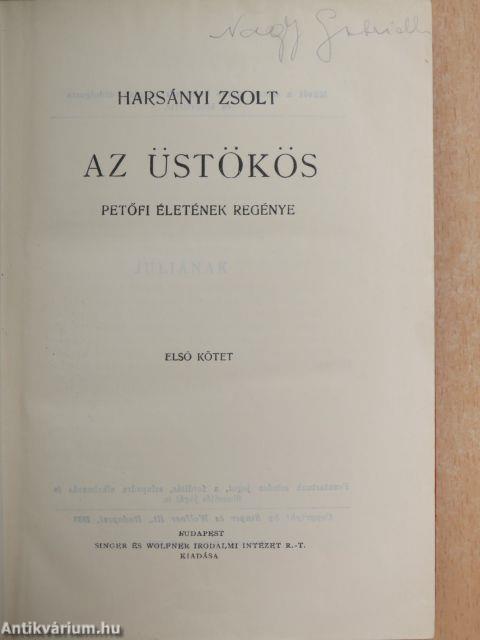 Nagy Gabriella
HARSÁNYI ZSOLT
AZ ÜSTÖKÖS
PETŐFI ÉLETÉNEK REGÉNYE
JULIÁNAK
ELSŐ KÖTET
BUDAPEST
SINGER ÉS WOLFNER IRODALMI INTÉZET R.-T.
KIADÁSA
Antikvárium.hu